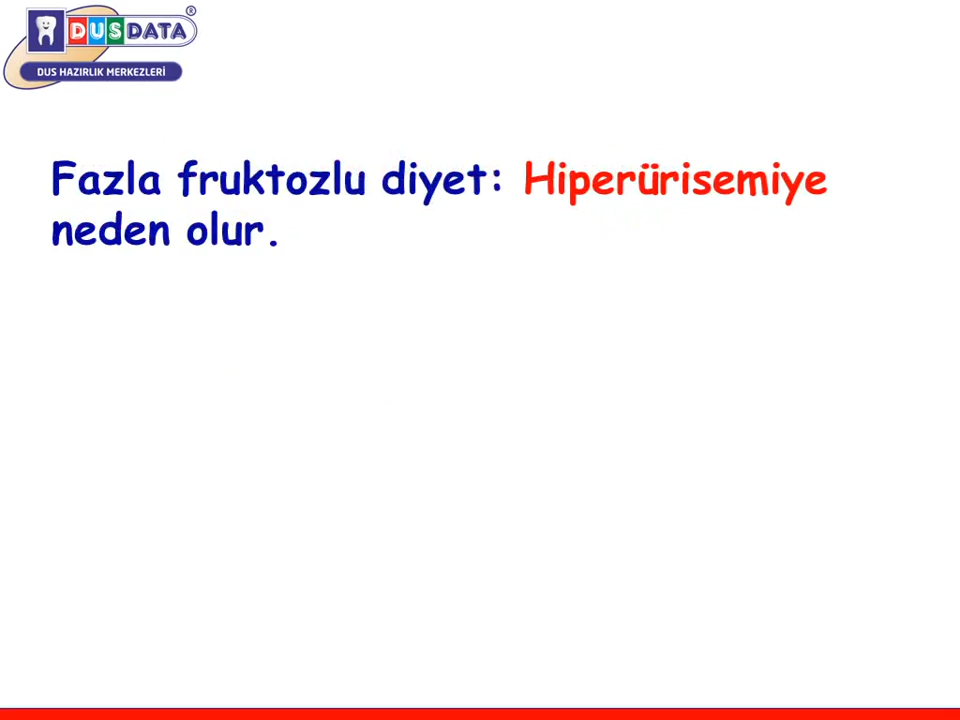 DUSDATA®
DUS HAZIRLIK MERKEZLERİ
Fazla fruktozlu diyet: Hiperürisemiye
neden olur.